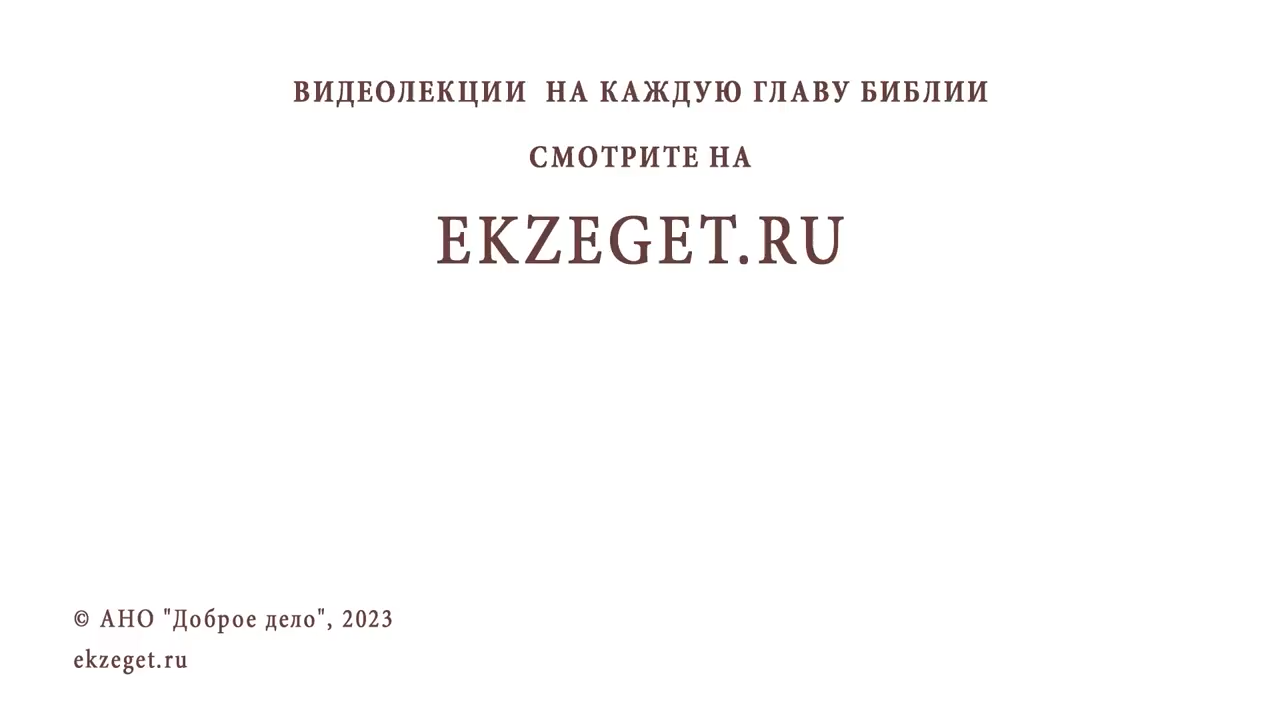 ВИДЕОЛЕКЦИИ НА КАЖДУЮ ГЛАВУ БИБЛИИ
СМОТРИТЕ НА
EKZEGET.RU
© АНО "Доброе дело", 2023
ekzeget.ru